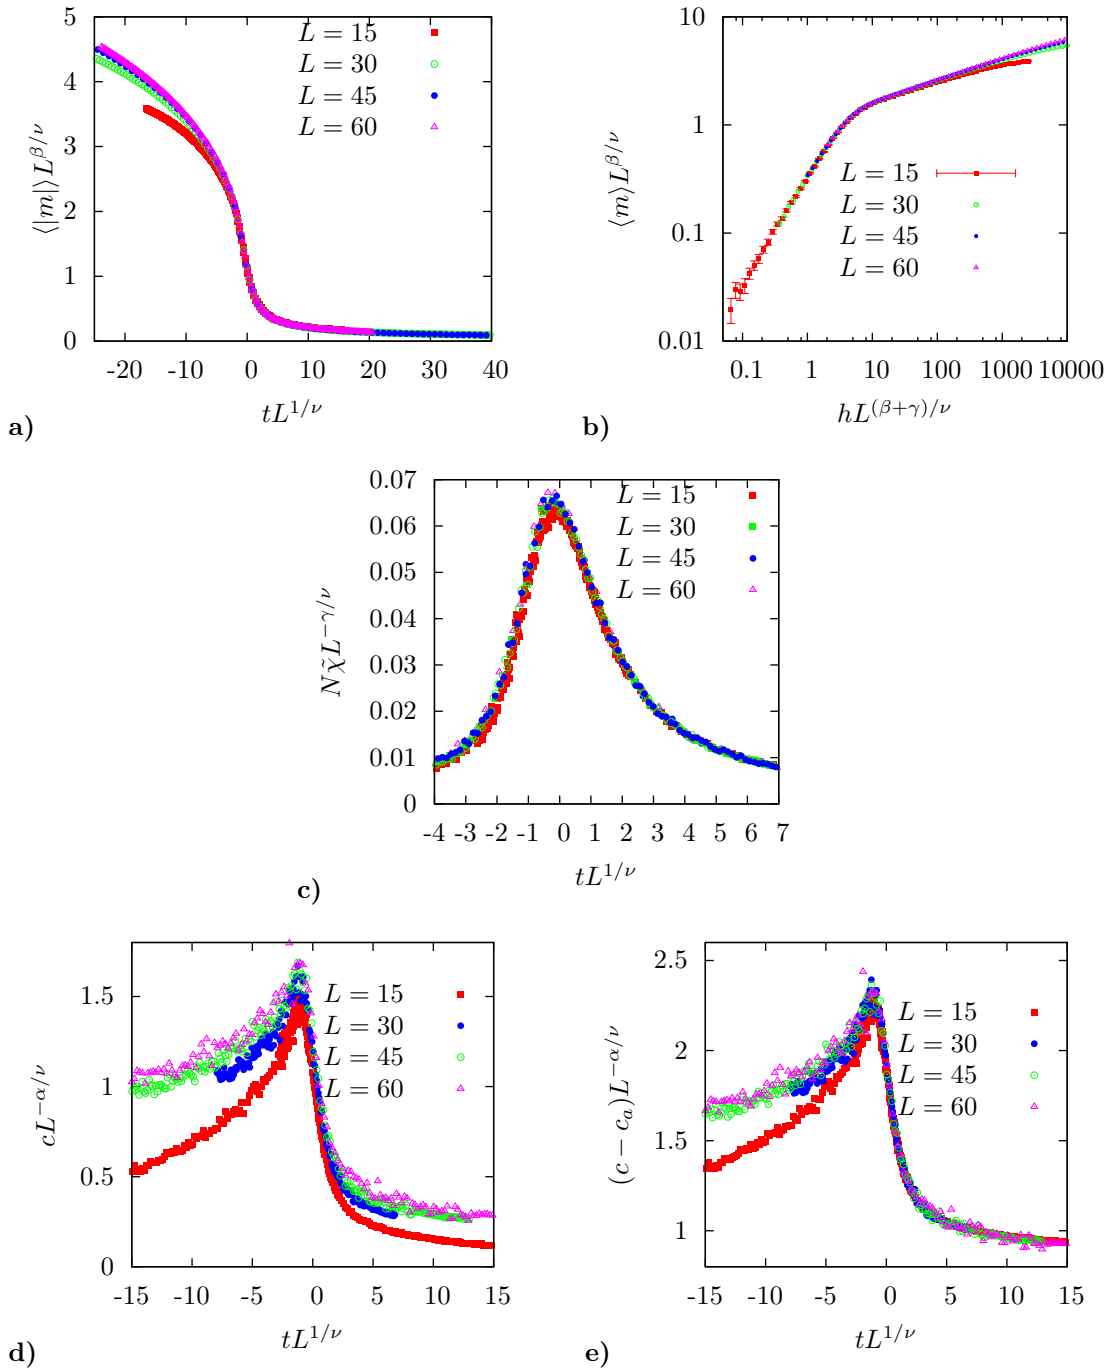 5
4
3
2
1
0
-20 -10 0 10 20 30 40
⟨|m|⟩L^{β/ν}
tL^{1/ν}
L = 15
L = 30
L = 45
L = 60
a)
10
1
0.1
0.01
0.1 1 10 100 1000 10000
⟨m⟩L^{β/ν}
hL^{(β+γ)/ν}
L = 15
L = 30
L = 45
L = 60
b)
0.07
0.06
0.05
0.04
0.03
0.02
0.01
0
-4 -3 -2 -1 0 1 2 3 4 5 6 7
Nχ̃L^{-γ/ν}
tL^{1/ν}
L = 15
L = 30
L = 45
L = 60
c)
1.5
1
0.5
0
-15 -10 -5 0 5 10 15
cL^{-α/ν}
tL^{1/ν}
L = 15
L = 30
L = 45
L = 60
d)
2.5
2
1.5
1
-15 -10 -5 0 5 10 15
(c − c_a)L^{-α/ν}
tL^{1/ν}
L = 15
L = 30
L = 45
L = 60
e)